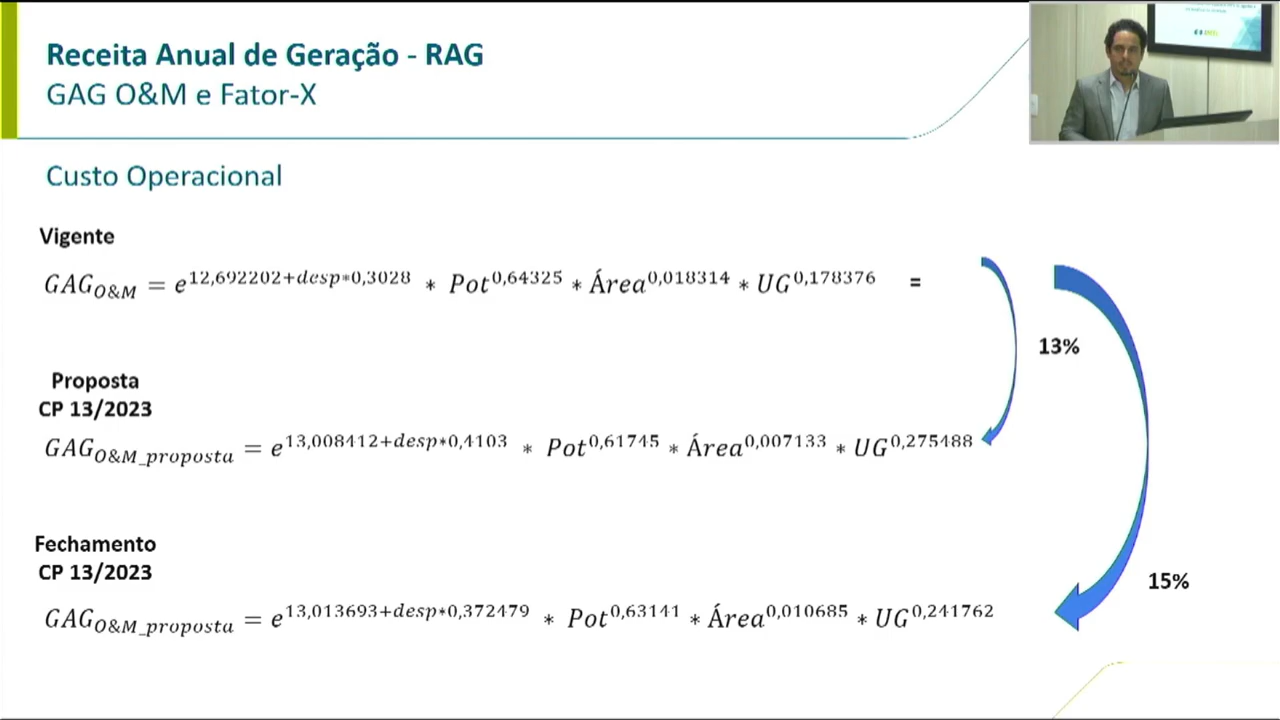 Receita Anual de Geração - RAG
GAG O&M e Fator-X
Custo Operacional
Vigente
GAG_{O&M} = e^{12,692202+desp*0,3028} * Pot^{0,64325} * Área^{0,018314} * UG^{0,178376} =
13%
Proposta
CP 13/2023
GAG_{O&M_proposta} = e^{13,008412+desp*0,4103} * Pot^{0,61745} * Área^{0,007133} * UG^{0,275488}
Fechamento
CP 13/2023
15%
GAG_{O&M_proposta} = e^{13,013693+desp*0,372479} * Pot^{0,63141} * Área^{0,010685} * UG^{0,241762}